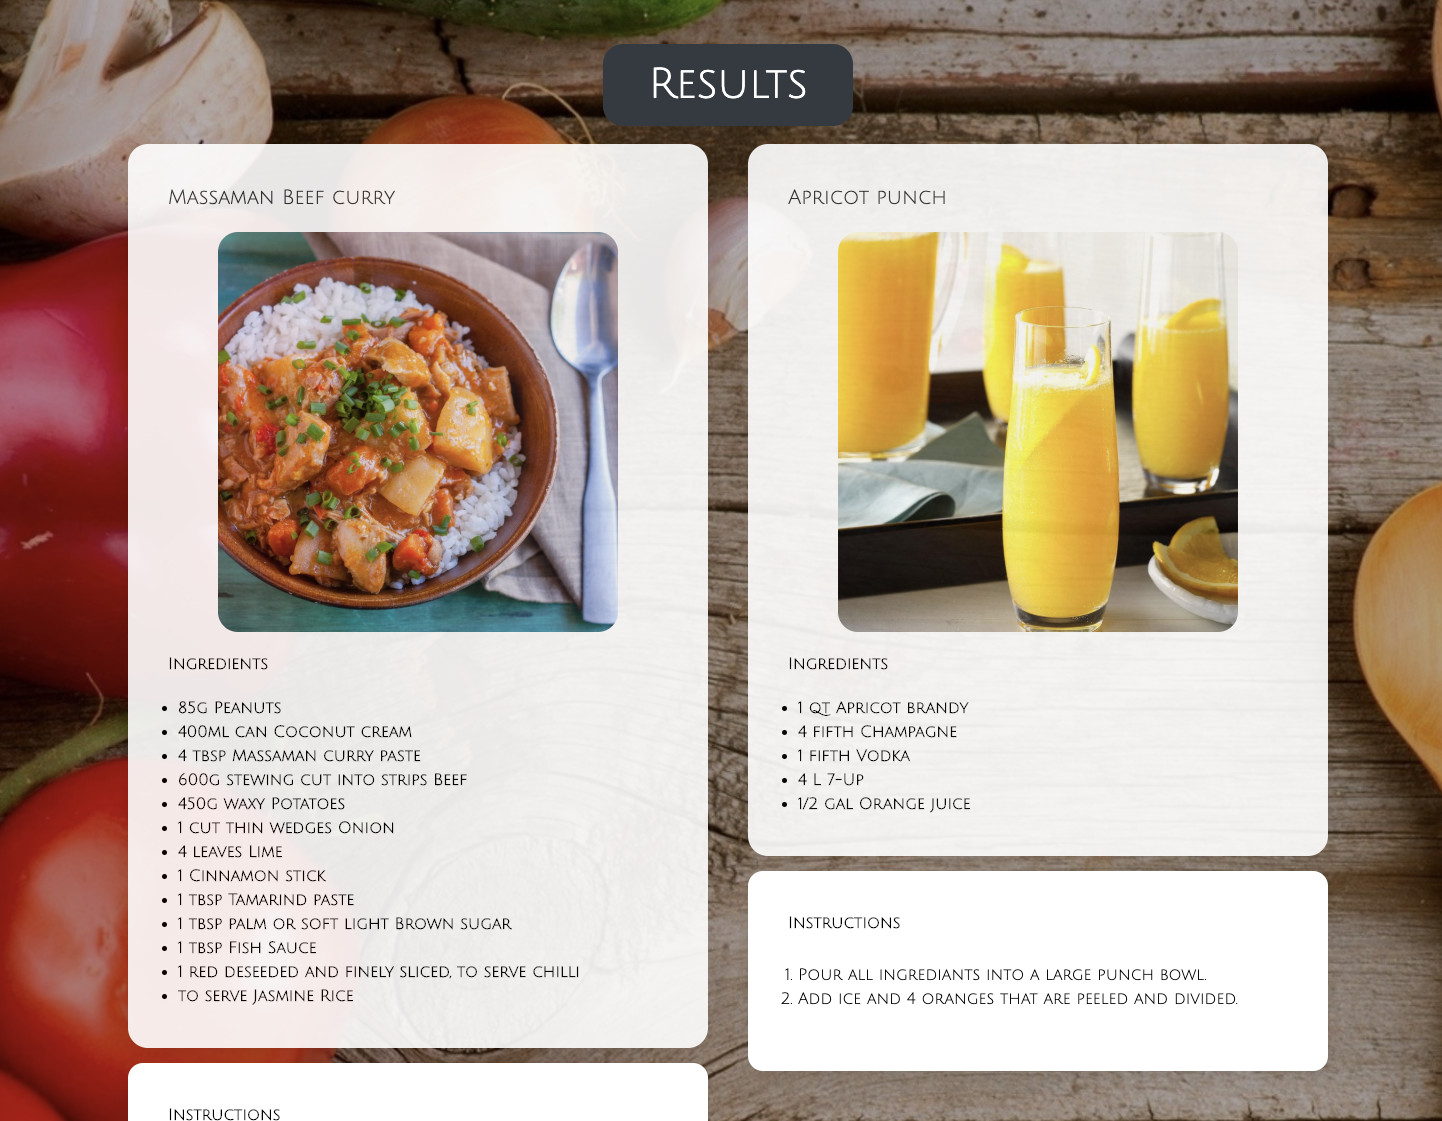 Results
Massaman Beef curry
Ingredients
85g Peanuts
400ml can Coconut cream
4 tbsp Massaman curry paste
600g stewing cut into strips Beef
450g waxy Potatoes
1 cut thin wedges Onion
4 leaves Lime
1 Cinnamon stick
1 tbsp Tamarind paste
1 tbsp palm or soft light Brown sugar
1 tbsp Fish Sauce
1 red deseeded and finely sliced, to serve chilli
to serve Jasmine Rice
Instructions
Apricot punch
Ingredients
1 qt Apricot brandy
4 fifth Champagne
1 fifth Vodka
4 L 7-Up
1/2 gal Orange juice
Instructions
1. Pour all ingrediants into a large punch bowl.
2. Add ice and 4 oranges that are peeled and divided.